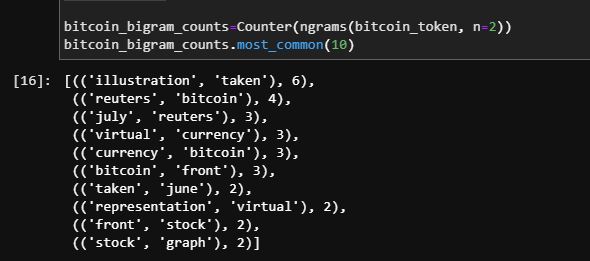 bitcoin_bigram_counts=Counter(ngrams(bitcoin_token, n=2))
bitcoin_bigram_counts.most_common(10)
[16]: [(('illustration', 'taken'), 6),
(('reuters', 'bitcoin'), 4),
(('july', 'reuters'), 3),
(('virtual', 'currency'), 3),
(('currency', 'bitcoin'), 3),
(('bitcoin', 'front'), 3),
(('taken', 'june'), 2),
(('representation', 'virtual'), 2),
(('front', 'stock'), 2),
(('stock', 'graph'), 2)]